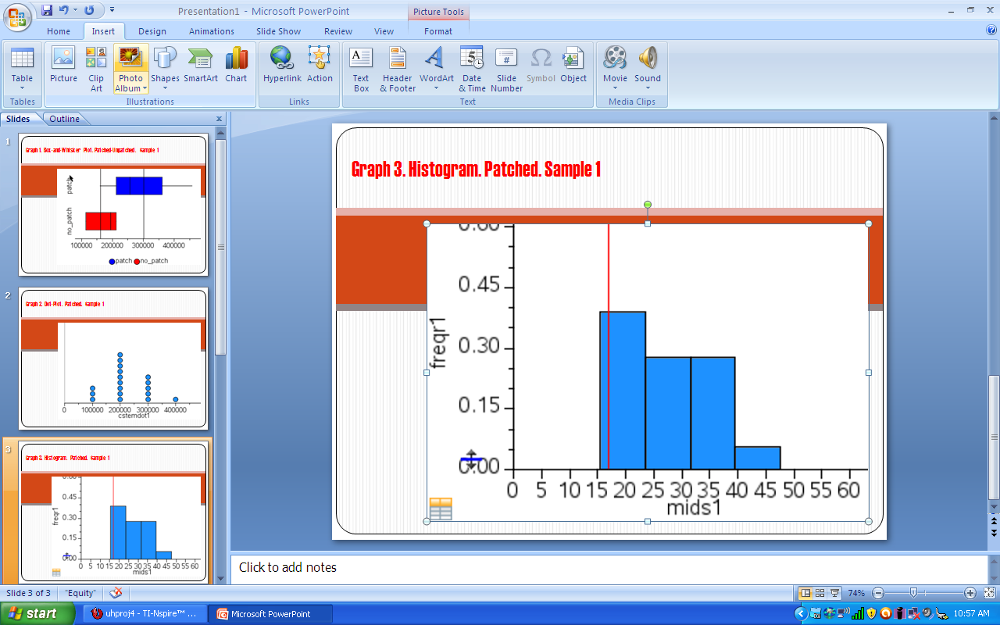 Presentation1 - Microsoft PowerPoint
Picture Tools
Home Insert Design Animations Slide Show Review View Format
Table Picture Clip Art Photo Album Shapes SmartArt Chart Hyperlink Action Text Box Header & Footer WordArt Date & Time Slide Number Symbol Object Movie Sound
Tables Illustrations Links Text Media Clips
Slides Outline x
1
Graph 1. Box-and-Whisker Plot. Patched-Unpatched. Sample 1
patch
no_patch
100000 200000 300000 400000
patch no_patch
2
Graph 2. Dot-Plot. Patched. Sample 1
0 100000 200000 300000 400000
cstemdot1
3
Graph 3. Histogram. Patched. Sample 1
0.60
0.45
0.30
freqr1
0.15
0.00
0 5 10 15 20 25 30 35 40 45 50 55 60
mids1
Graph 3. Histogram. Patched. Sample 1
0.60
0.45
0.30
freqr1
0.15
0.00
0 5 10 15 20 25 30 35 40 45 50 55 60
mids1
Click to add notes
Slide 3 of 3 "Equity" 74%
start uhproj4 - TI-Nspire™ ... Microsoft PowerPoint 10:57 AM